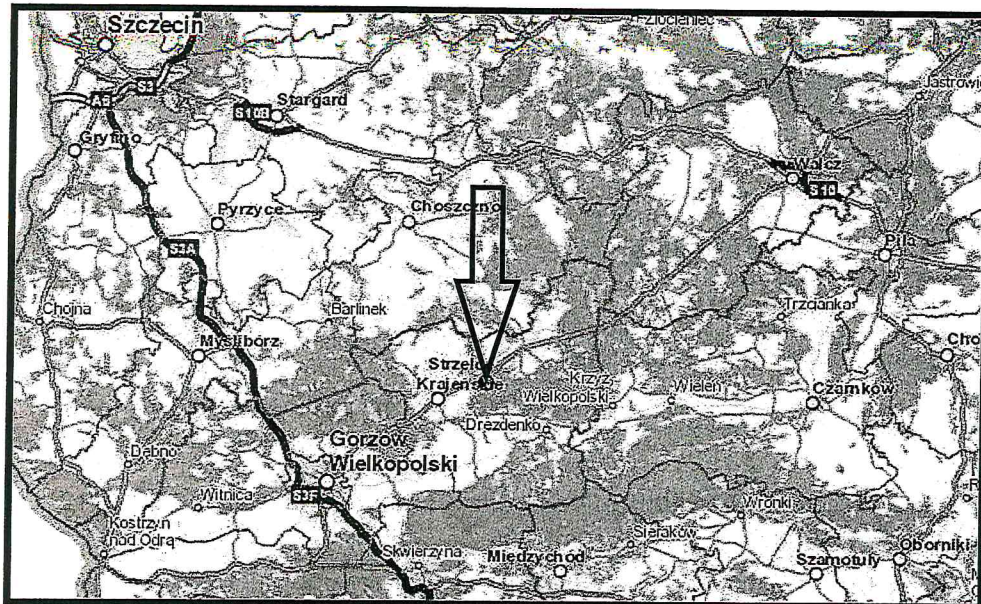 Złocieniec
Szczecin
Jastrowie
S3
A6
Stargard
S10B
Gryfino
Wałcz
S10
Choszczno
Pyrzyce
S3A
Piła
Chojna
Barlinek
Trzcianka
Myślibórz
Cho
Strzelce
Krajeńskie
Krzyż
Wielkopolski
Wieleń
Czarnków
Drezdenko
Gorzów
Wielkopolski
Dębno
S3F
Witnica
Wronki
Kostrzyn
nad Odrą
Sieraków
Skwierzyna
Międzychód
Oborniki
Szamotuły